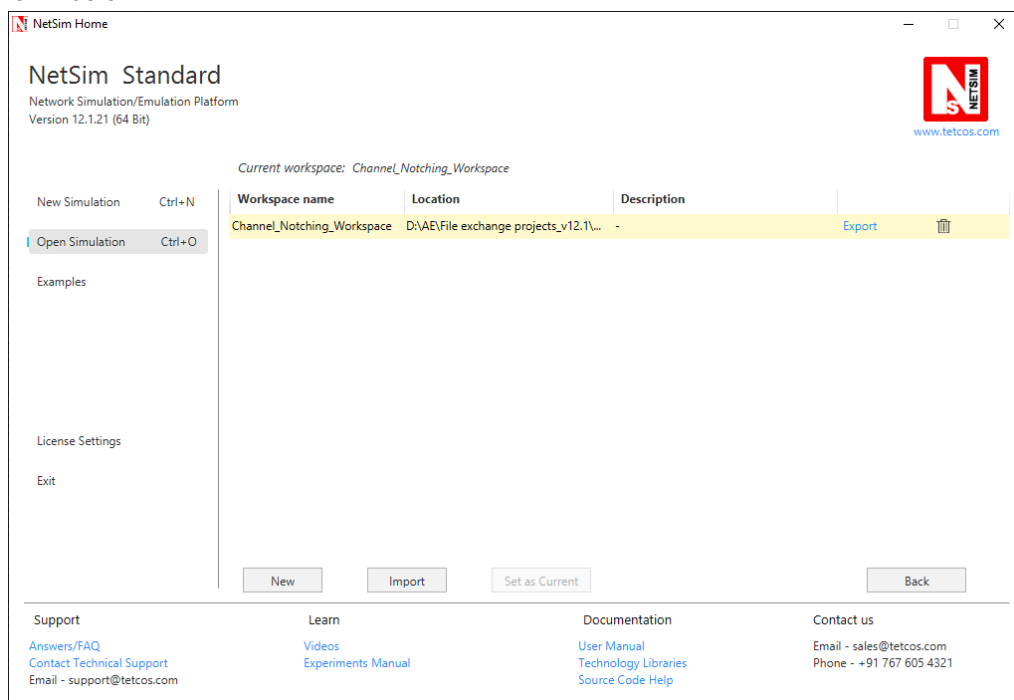 NetSim Home
NetSim Standard
Network Simulation/Emulation Platform
Version 12.1.21 (64 Bit)
NETSIM
N
S
www.tetcos.com
Current workspace: Channel_Notching_Workspace
New Simulation Ctrl+N
Open Simulation Ctrl+O
Examples
License Settings
Exit
Workspace name Location Description
Channel_Notching_Workspace D:\AE\File exchange projects_v12.1\... - Export
New Import Set as Current Back
Support Learn Documentation Contact us
Answers/FAQ Videos User Manual Email - sales@tetcos.com
Contact Technical Support Experiments Manual Technology Libraries Phone - +91 767 605 4321
Email - support@tetcos.com Source Code Help